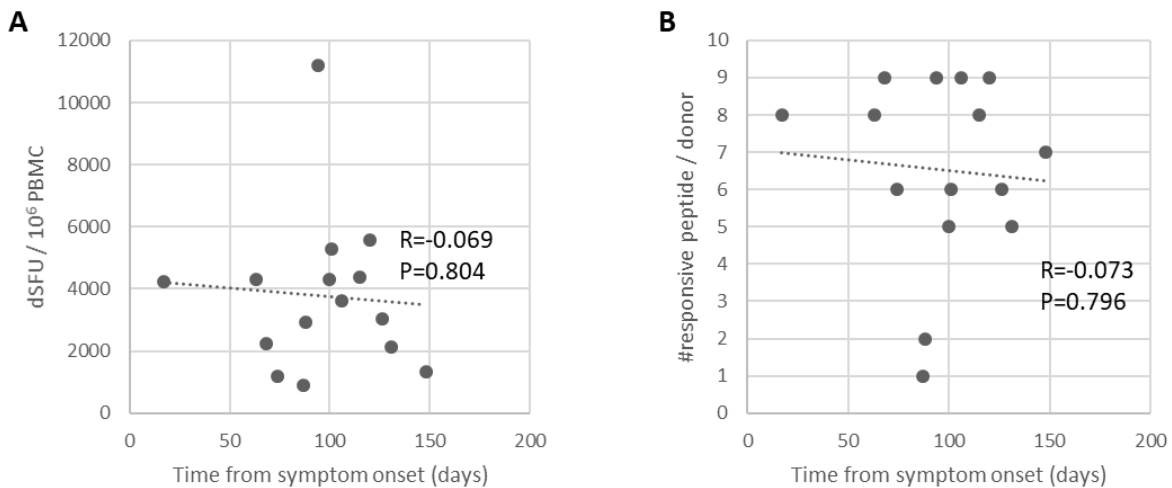 A
12000
10000
8000
6000
4000
2000
0
dSFU / 10⁶ PBMC
R=-0.069
P=0.804
0 50 100 150 200
Time from symptom onset (days)
B
10
9
8
7
6
5
4
3
2
1
0
#responsive peptide / donor
R=-0.073
P=0.796
0 50 100 150 200
Time from symptom onset (days)